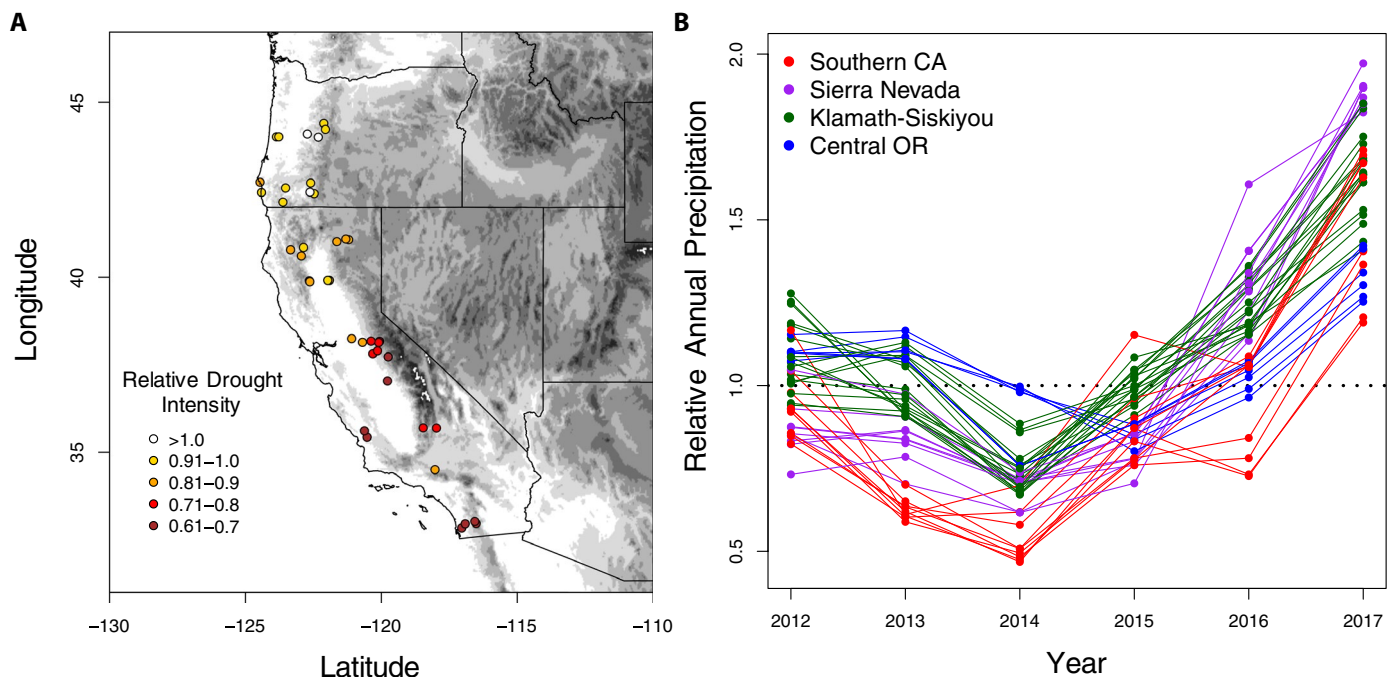 A
45
40
35
Longitude
Relative Drought
Intensity
>1.0
0.91–1.0
0.81–0.9
0.71–0.8
0.61–0.7
−130
−125
−120
−115
−110
Latitude
B
2.0
1.5
1.0
0.5
Relative Annual Precipitation
Southern CA
Sierra Nevada
Klamath-Siskiyou
Central OR
2012
2013
2014
2015
2016
2017
Year